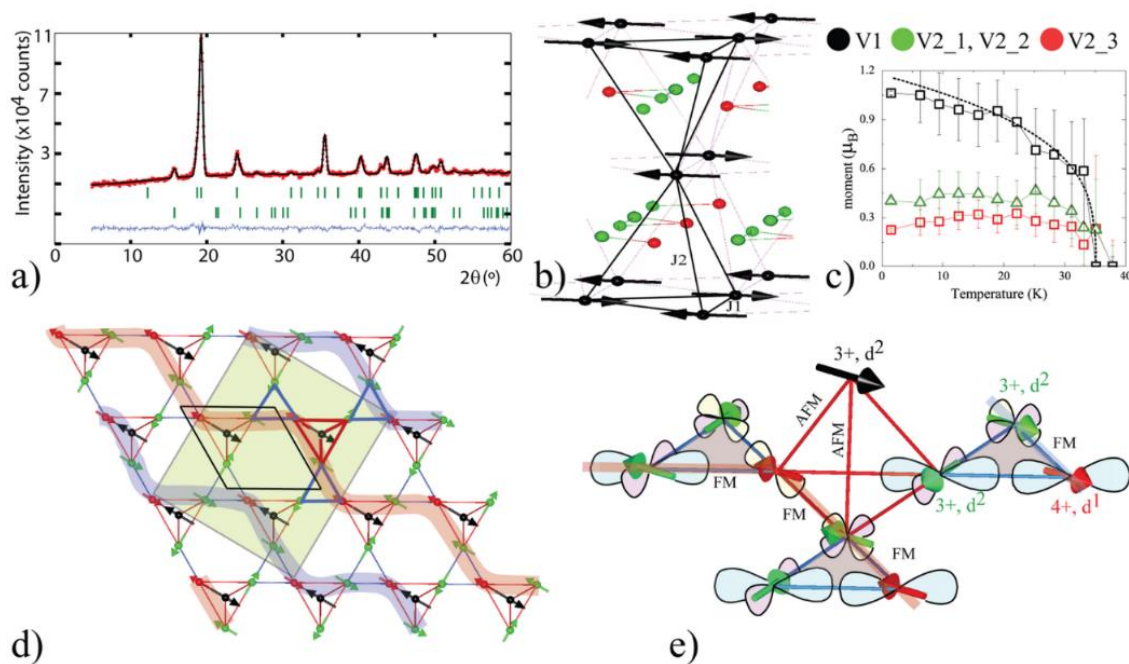 a)
Intensity (x10⁴ counts)
11
7
3
0
10
20
30
40
50
60
2θ(º)
b)
J2
J1
V1
V2_1, V2_2
V2_3
c)
moment (μB)
1.2
0.9
0.6
0.3
0.0
0
10
20
30
40
Temperature (K)
d)
e)
3+, d²
AFM
AFM
3+, d²
FM
FM
FM
3+, d²
4+, d¹
FM